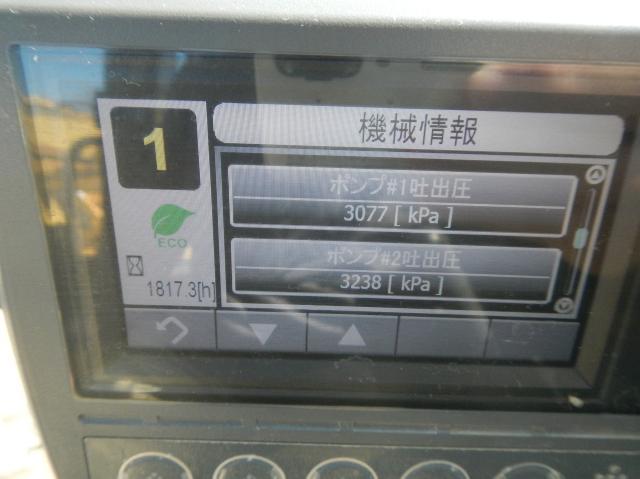 1
機械情報
ポンプ#1吐出圧
3077 [ kPa ]
ECO
ポンプ#2吐出圧
3238 [ kPa ]
1817.3[h]